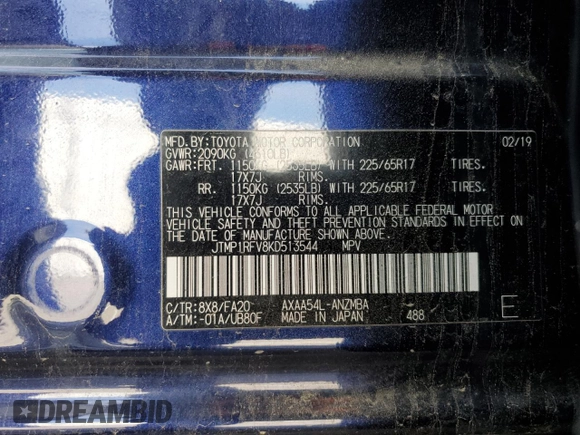 MFD.BY:TOYOTA MOTOR CORPORATION 02/19
GVWR:2090KG (4610LB)
GAWR:FRT. 1150KG (2535LB) WITH 225/65R17 TIRES.
17X7J RIMS.
RR. 1150KG (2535LB) WITH 225/65R17 TIRES.
17X7J RIMS.
THIS VEHICLE CONFORMS TO ALL APPLICABLE FEDERAL MOTOR
VEHICLE SAFETY AND THEFT PREVENTION STANDARDS IN EFFECT
ON THE DATE OF MANUFACTURE SHOWN ABOVE.
JTMP1RFV8KD513544 MPV
C/TR:8X8/FA20 AXAA54L-ANZMBA
A/TM:-01A/UB80F MADE IN JAPAN 488 E
DREAMBID